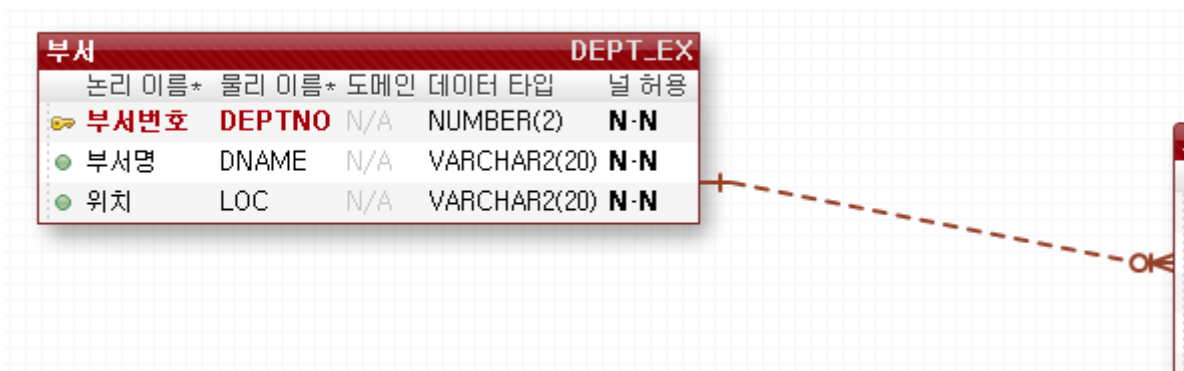 부서 DEPT_EX
논리 이름* 물리 이름* 도메인 데이터 타입 널 허용
부서번호 DEPTNO N/A NUMBER(2) N-N
부서명 DNAME N/A VARCHAR2(20) N-N
위치 LOC N/A VARCHAR2(20) N-N